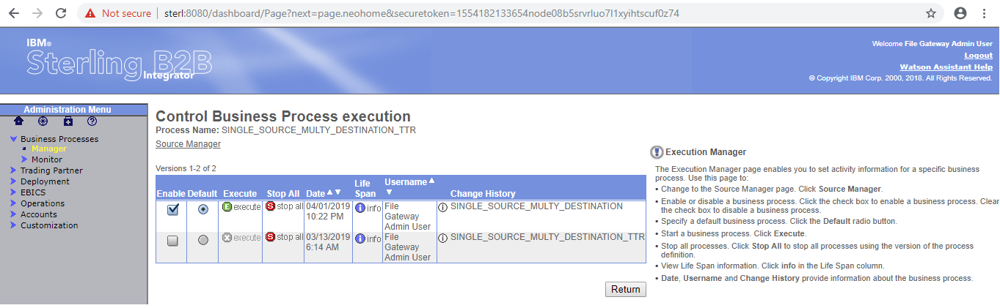 Not secure | sterl:8080/dashboard/Page?next=page.neohome&securetoken=1554182133654node08b5srvrluo7l1xyihtscuf0z74
IBM®
Sterling B2B
Integrator
Welcome File Gateway Admin User
Logout
Watson Assistant Help
© Copyright IBM Corp. 2000, 2018. All Rights Reserved.
Administration Menu
Business Processes
Manager
Monitor
Trading Partner
Deployment
EBICS
Operations
Accounts
Customization
Control Business Process execution
Process Name: SINGLE_SOURCE_MULTY_DESTINATION_TTR
Source Manager
Versions 1-2 of 2
Enable Default Execute Stop All Date Life Span Username Change History
E execute S stop all 04/01/2019 10:22 PM info File Gateway Admin User SINGLE_SOURCE_MULTY_DESTINATION
X execute S stop all 03/13/2019 6:14 AM info File Gateway Admin User SINGLE_SOURCE_MULTY_DESTINATION_TTR
Return
Execution Manager
The Execution Manager page enables you to set activity information for a specific business
process. Use this page to:
• Change to the Source Manager page. Click Source Manager.
• Enable or disable a business process. Click the check box to enable a business process. Clear
the check box to disable a business process.
• Specify a default business process. Click the Default radio button.
• Start a business process. Click Execute.
• Stop all processes. Click Stop All to stop all processes using the version of the process
definition.
• View Life Span information. Click info in the Life Span column.
• Date, Username and Change History provide information about the business process.